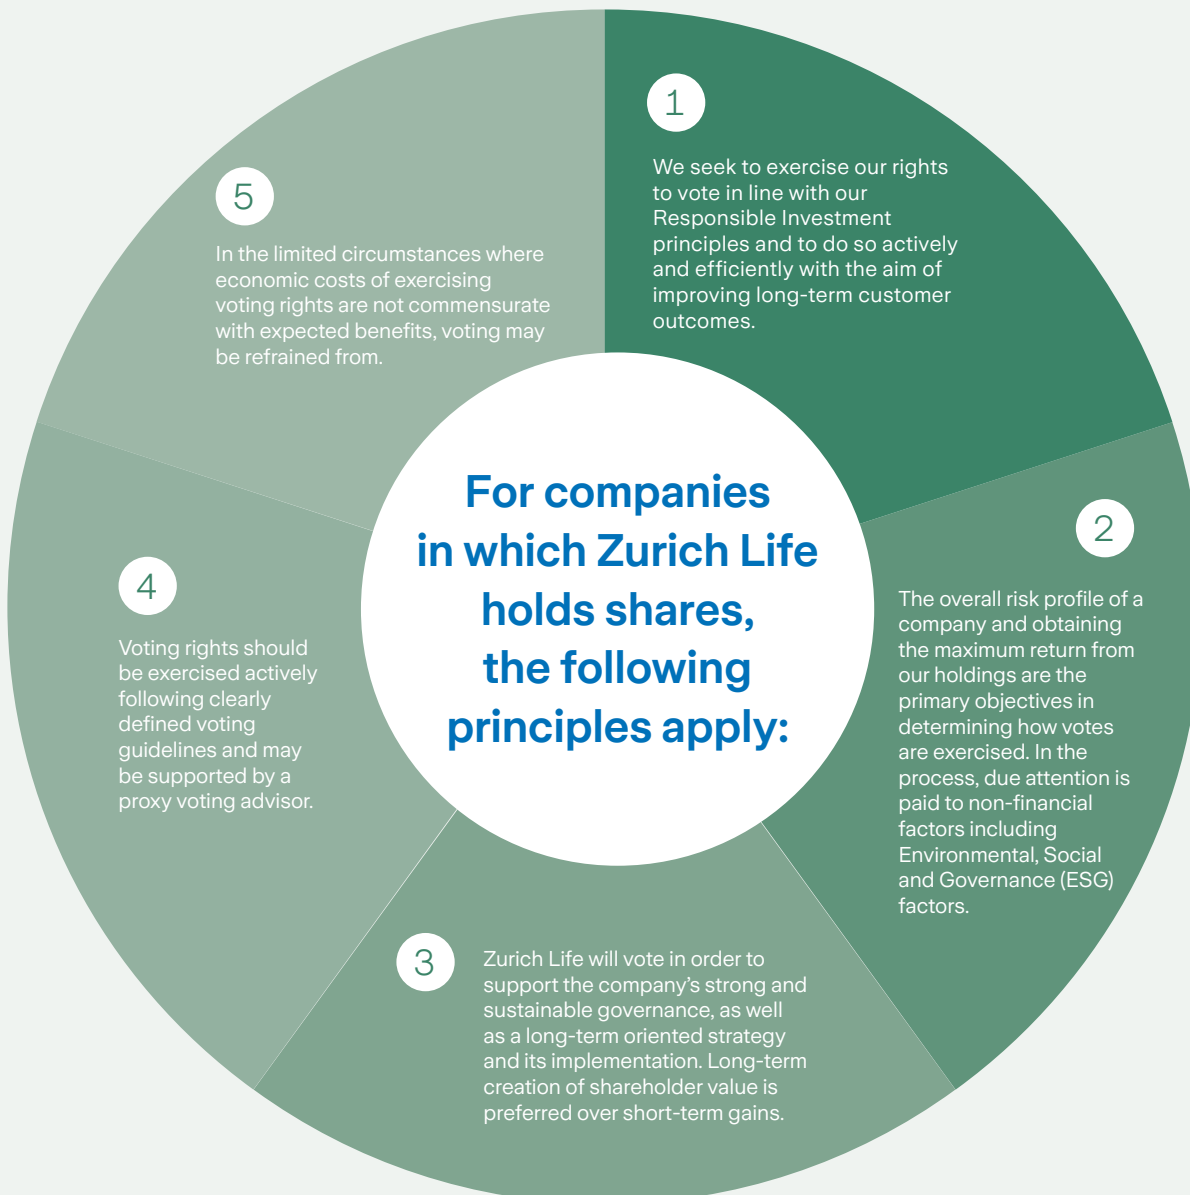 For companies
in which Zurich Life
holds shares,
the following
principles apply:
1
We seek to exercise our rights
to vote in line with our
Responsible Investment
principles and to do so actively
and efficiently with the aim of
improving long-term customer
outcomes.
2
The overall risk profile of a
company and obtaining
the maximum return from
our holdings are the
primary objectives in
determining how votes
are exercised. In the
process, due attention is
paid to non-financial
factors including
Environmental, Social
and Governance (ESG)
factors.
3
Zurich Life will vote in order to
support the company’s strong and
sustainable governance, as well
as a long-term oriented strategy
and its implementation. Long-term
creation of shareholder value is
preferred over short-term gains.
4
Voting rights should
be exercised actively
following clearly
defined voting
guidelines and may
be supported by a
proxy voting advisor.
5
In the limited circumstances where
economic costs of exercising
voting rights are not commensurate
with expected benefits, voting may
be refrained from.